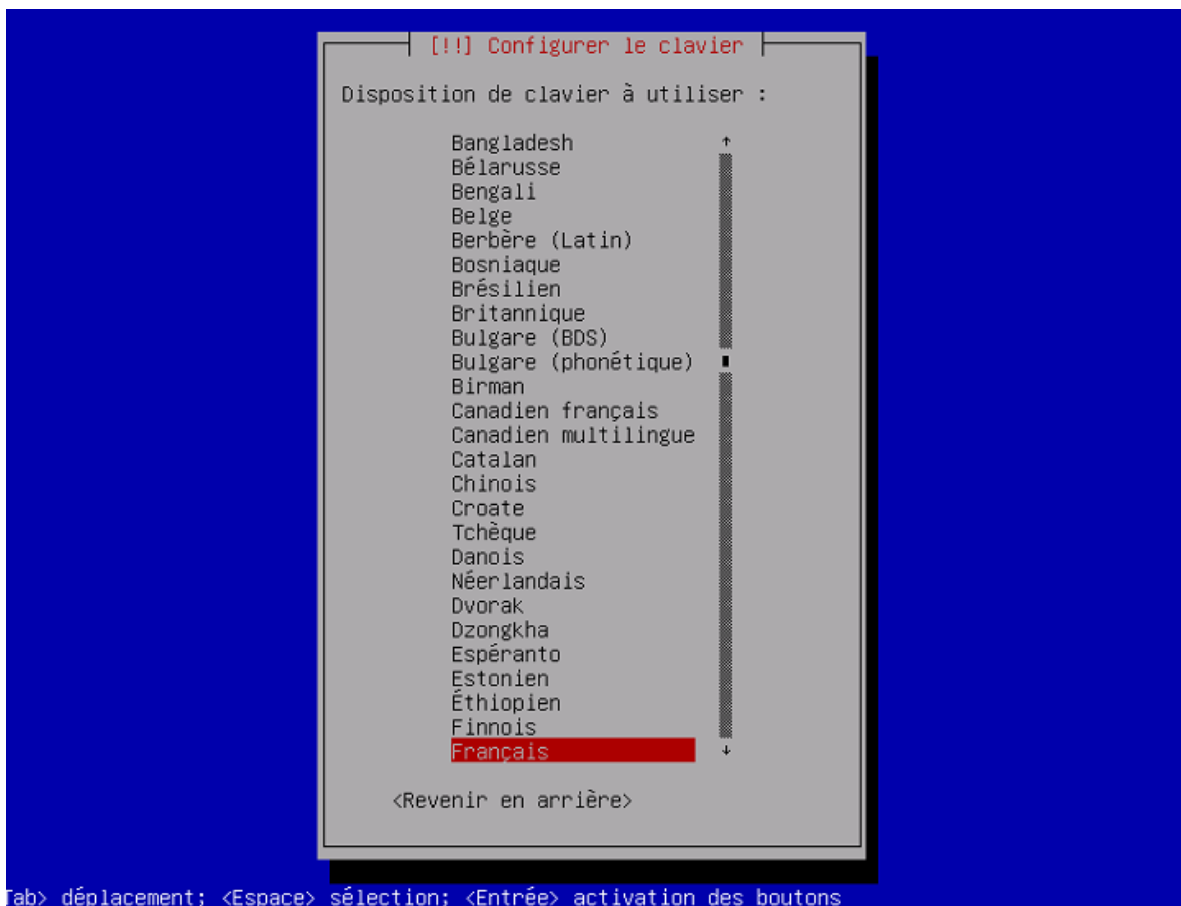 [!!] Configurer le clavier
Disposition de clavier à utiliser :
Bangladesh
Bélarusse
Bengali
Belge
Berbère (Latin)
Bosniaque
Brésilien
Britannique
Bulgare (BDS)
Bulgare (phonétique)
Birman
Canadien français
Canadien multilingue
Catalan
Chinois
Croate
Tchèque
Danois
Néerlandais
Dvorak
Dzongkha
Espéranto
Estonien
Éthiopien
Finnois
Français
<Revenir en arrière>
Tab> déplacement; <Espace> sélection; <Entrée> activation des boutons